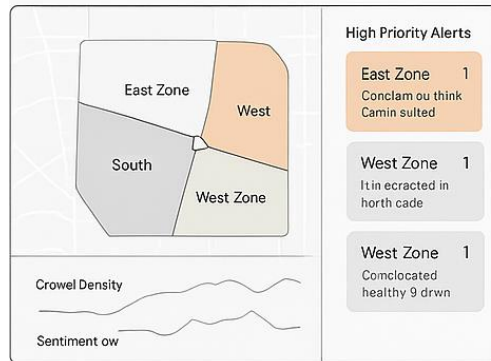 East Zone
West
South
West Zone
Crowel Density
Sentiment ow
High Priority Alerts
East Zone 1
Conclam ou think
Camin sulted
West Zone 1
Itin ecracted in
horth cade
West Zone 1
Comclocated
healthy 9 drwn